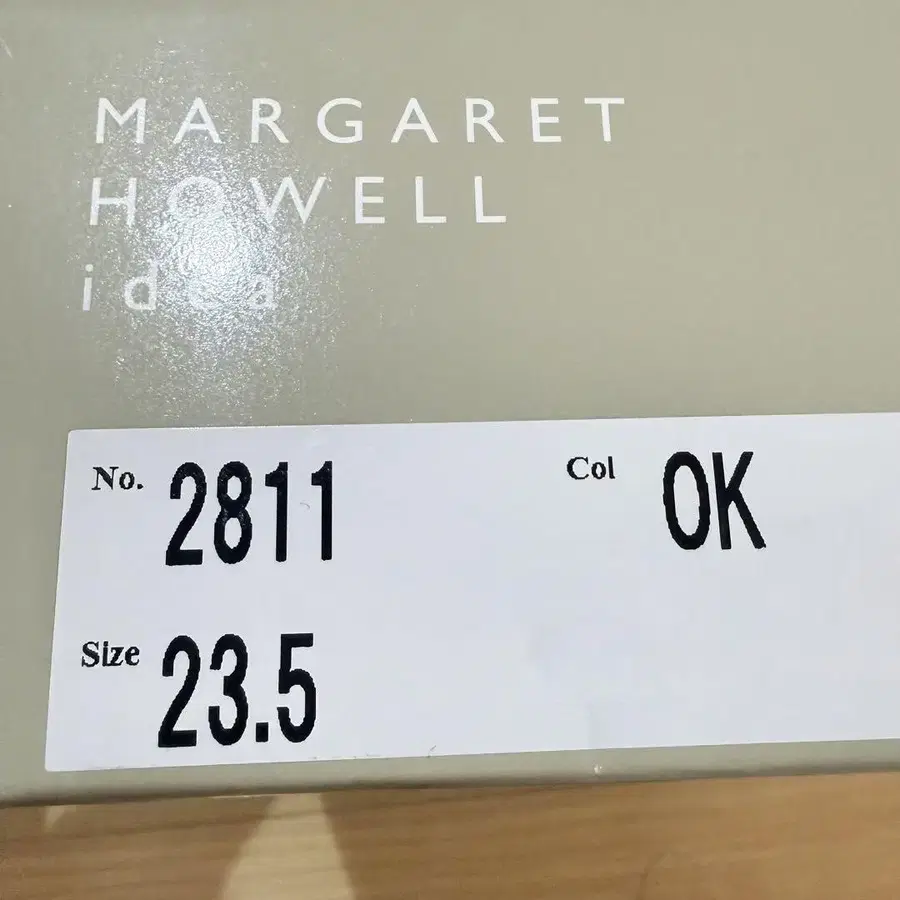 MARGARET
HOWELL
idea
No. 2811 Col OK
Size 23.5